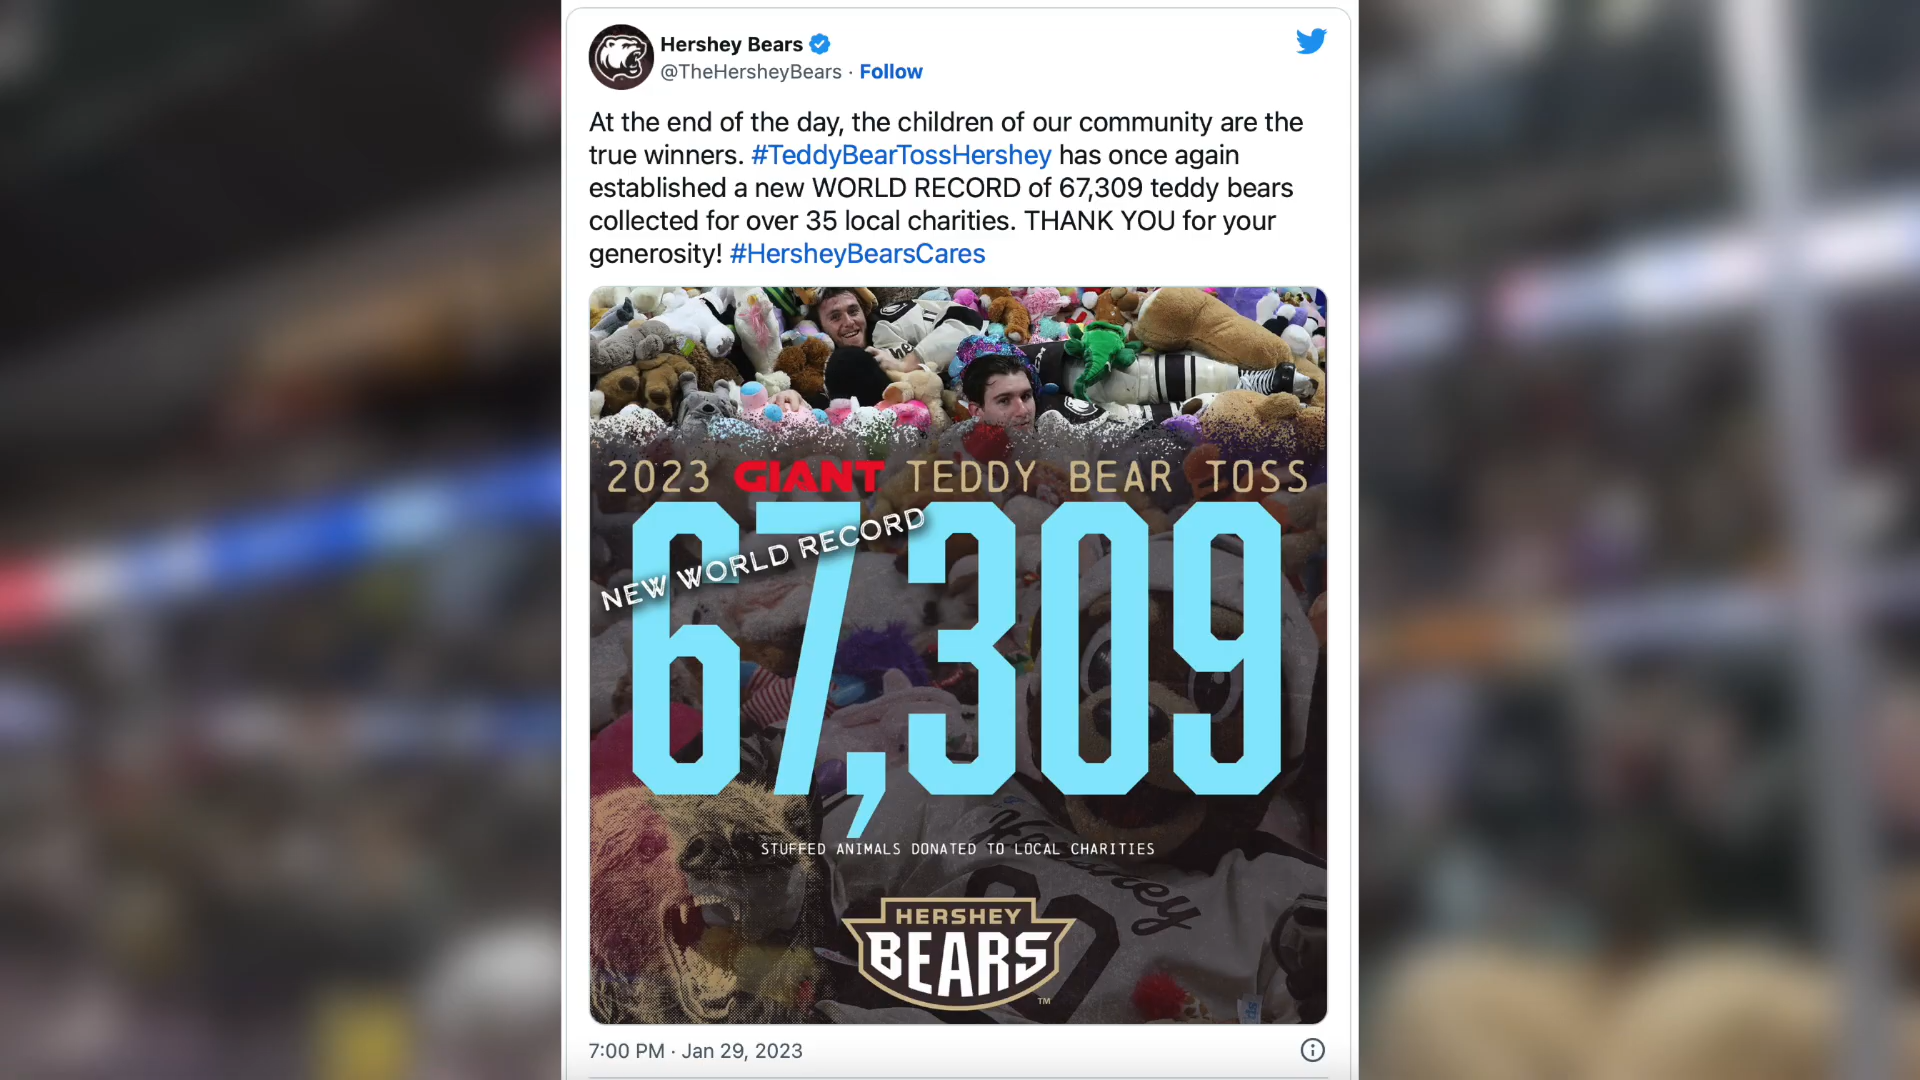 Hershey Bears
@TheHersheyBears · Follow
At the end of the day, the children of our community are the
true winners. #TeddyBearTossHershey has once again
established a new WORLD RECORD of 67,309 teddy bears
collected for over 35 local charities. THANK YOU for your
generosity! #HersheyBearsCares
2023 GIANT TEDDY BEAR TOSS
NEW WORLD RECORD
67,309
STUFFED ANIMALS DONATED TO LOCAL CHARITIES
Hershey
HERSHEY
BEARS
TM
7:00 PM · Jan 29, 2023